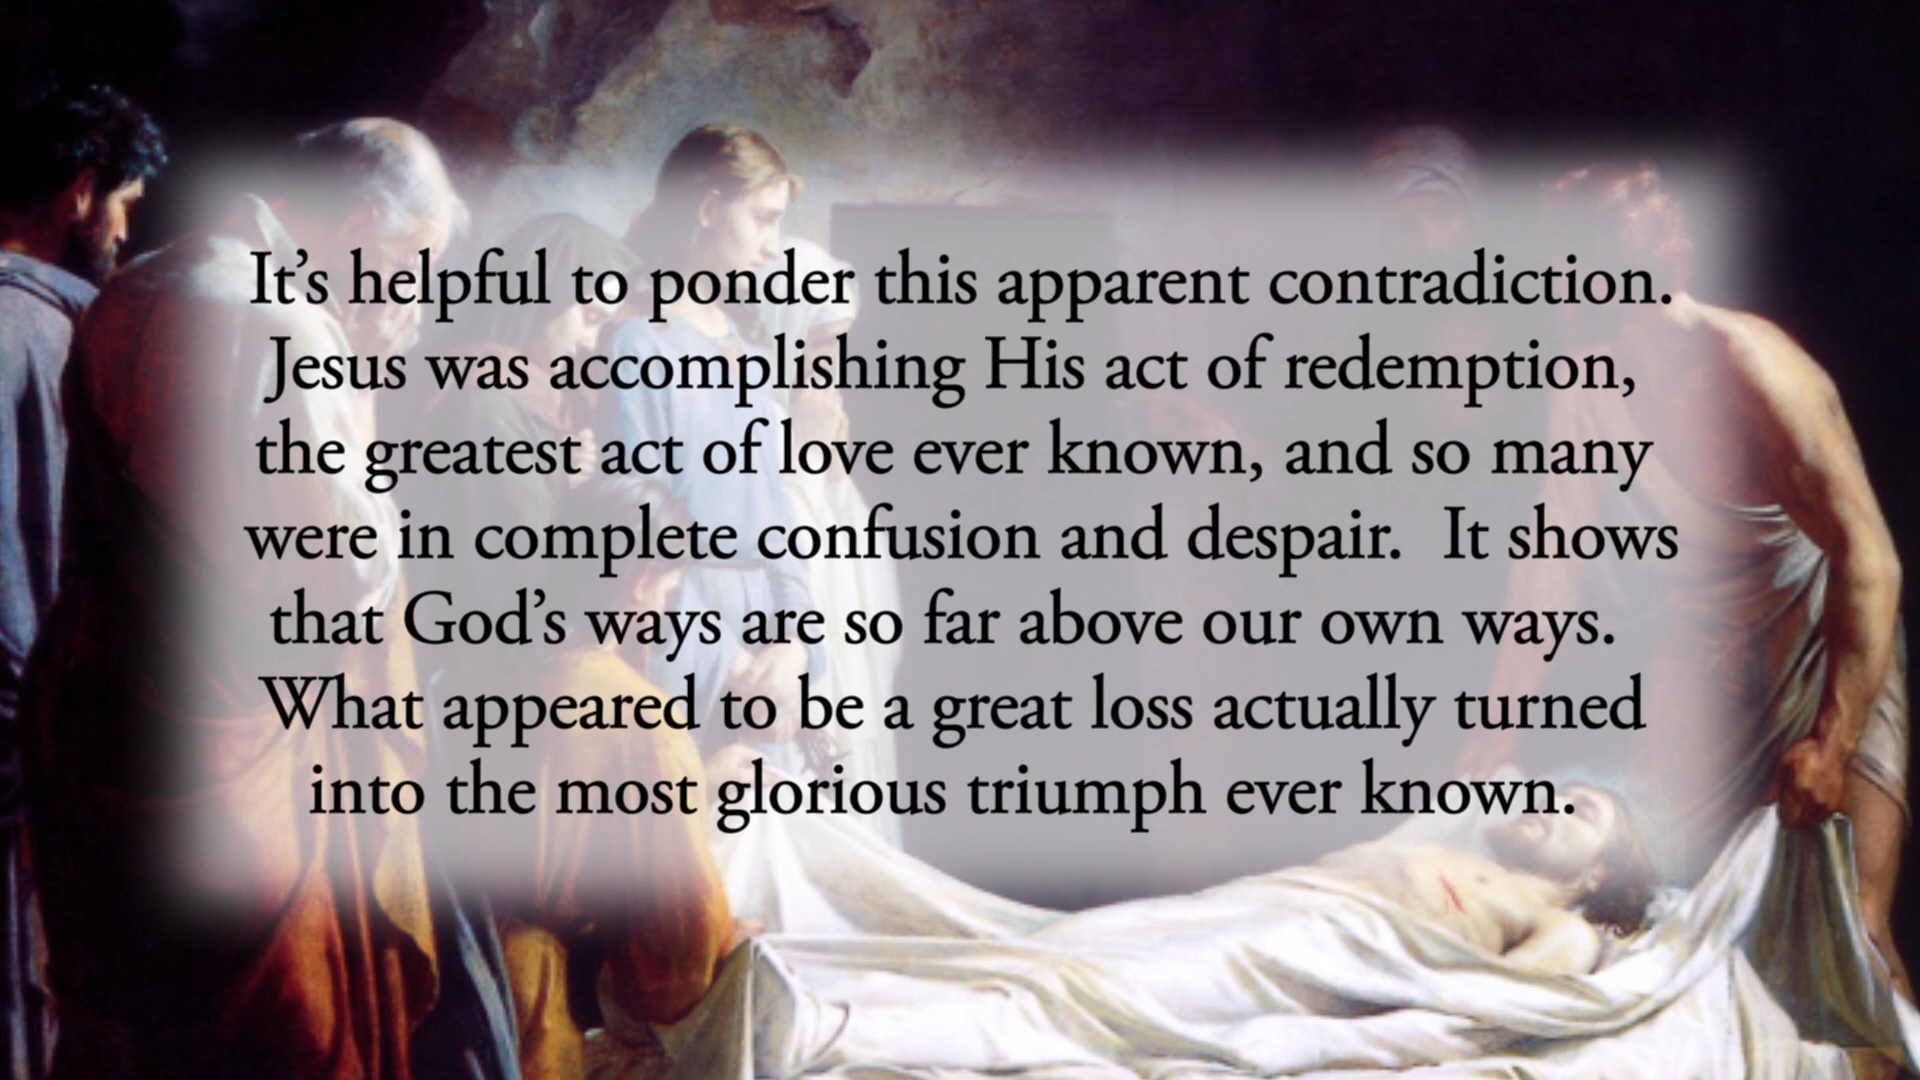 It’s helpful to ponder this apparent contradiction.
Jesus was accomplishing His act of redemption,
the greatest act of love ever known, and so many
were in complete confusion and despair.  It shows
that God’s ways are so far above our own ways.
What appeared to be a great loss actually turned
into the most glorious triumph ever known.